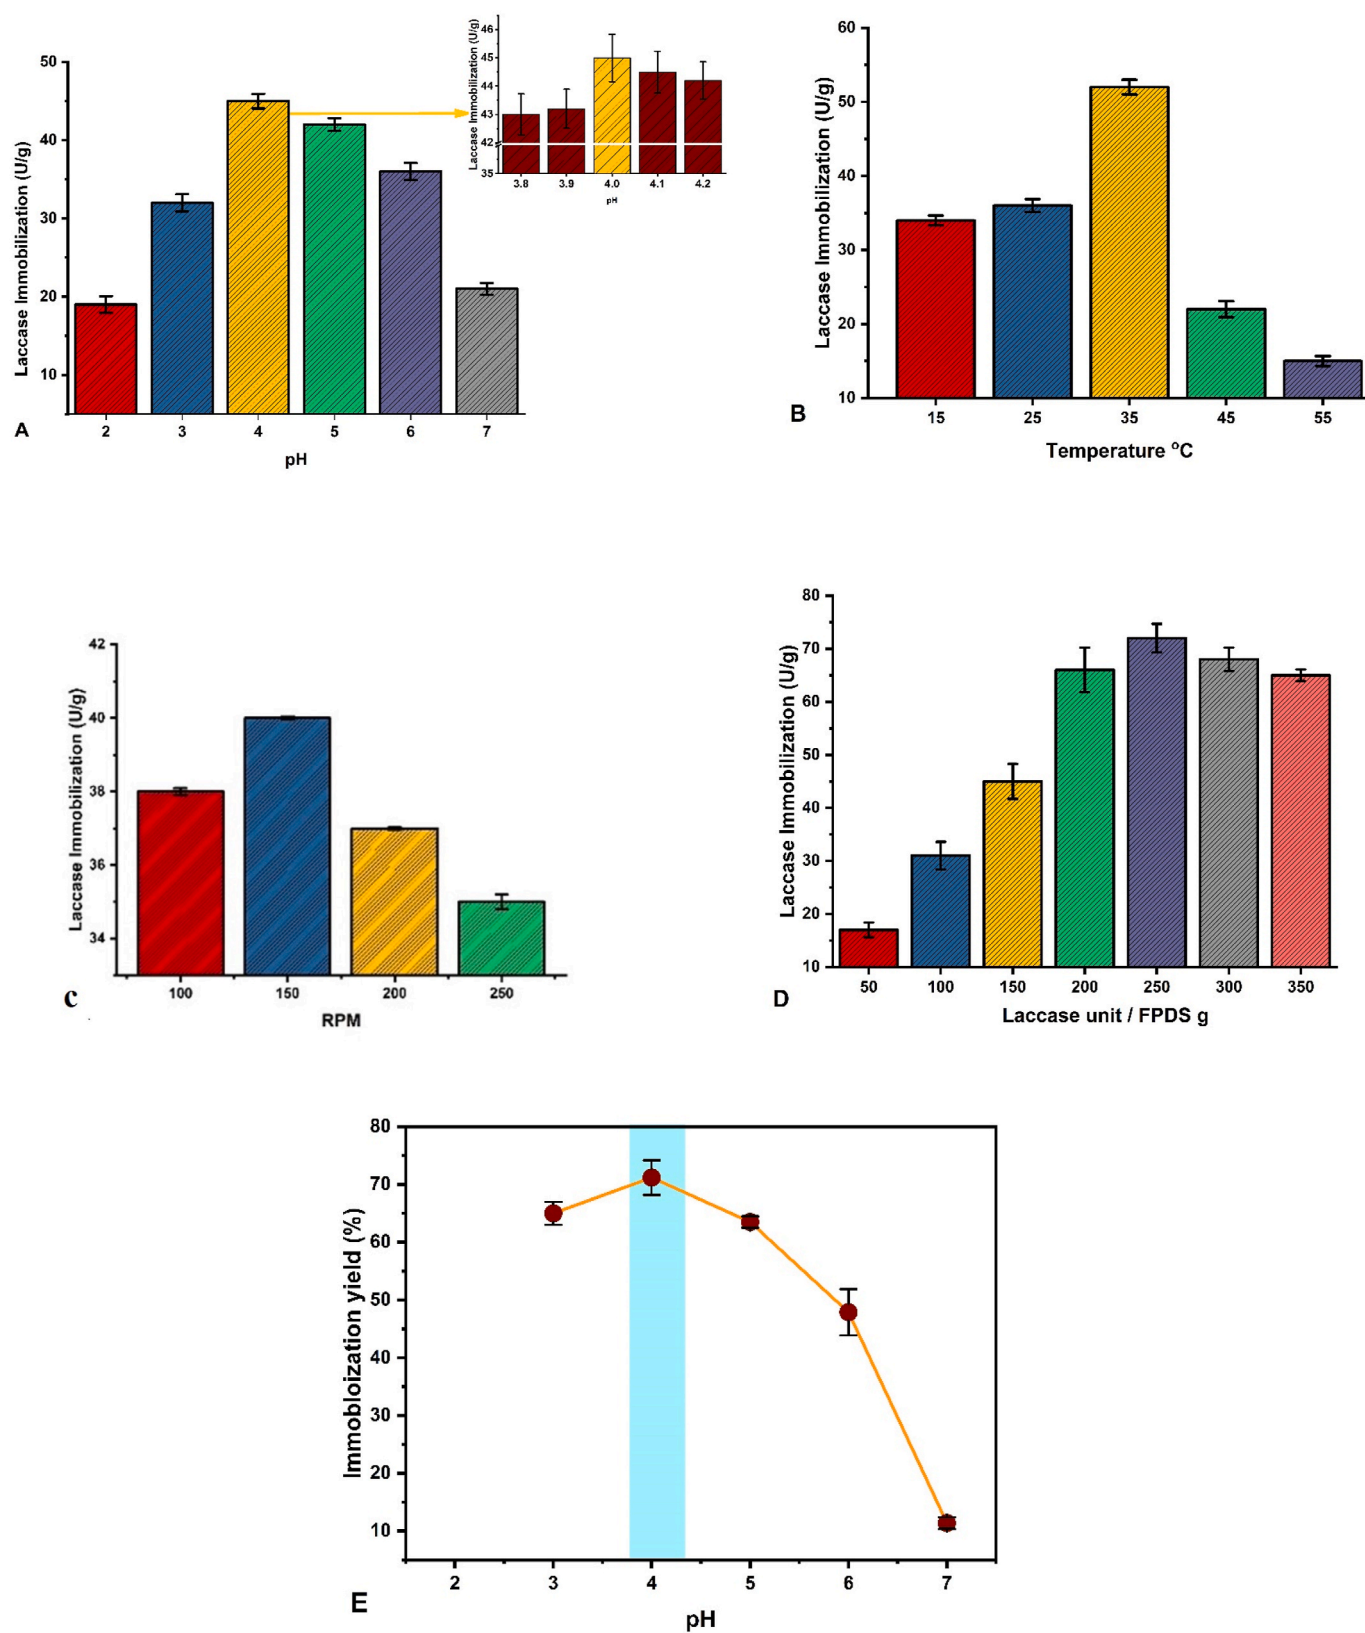 Laccase Immobilization (U/g)
50
40
30
20
10
2 3 4 5 6 7
pH
A
Laccase Immobilization (U/g)
46
45
44
43
42
35
3.8 3.9 4.0 4.1 4.2
pH
Laccase Immobilization (U/g)
60
50
40
30
20
10
15 25 35 45 55
Temperature °C
B
Laccase Immobilization (U/g)
42
40
38
36
34
100 150 200 250
RPM
C
Laccase Immobilization (U/g)
80
70
60
50
40
30
20
10
50 100 150 200 250 300 350
Laccase unit / FPDS g
D
Immobloization yield (%)
80
70
60
50
40
30
20
10
2 3 4 5 6 7
pH
E